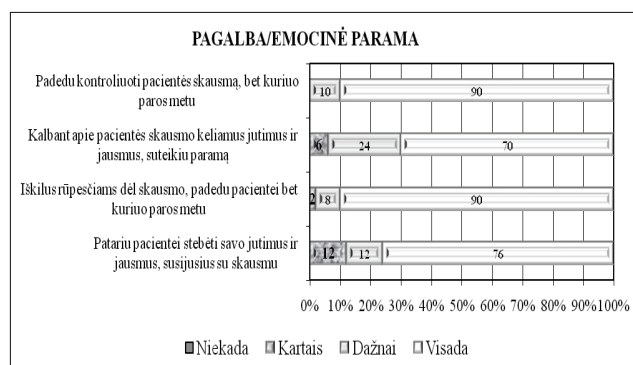 PAGALBA/EMOCINĖ PARAMA
Padedu kontroliuoti pacientės skausmą, bet kuriuo
paros metu
10 90
Kalbant apie pacientės skausmo keliamus jutimus ir
jausmus, suteikiu paramą
6 24 70
Iškilus rūpesčiams dėl skausmo, padedu pacientei bet
kuriuo paros metu
2 8 90
Patariu pacientei stebėti savo jutimus ir
jausmus, susijusius su skausmu
12 12 76
0% 10% 20% 30% 40% 50% 60% 70% 80% 90%100%
Niekada Kartais Dažnai Visada